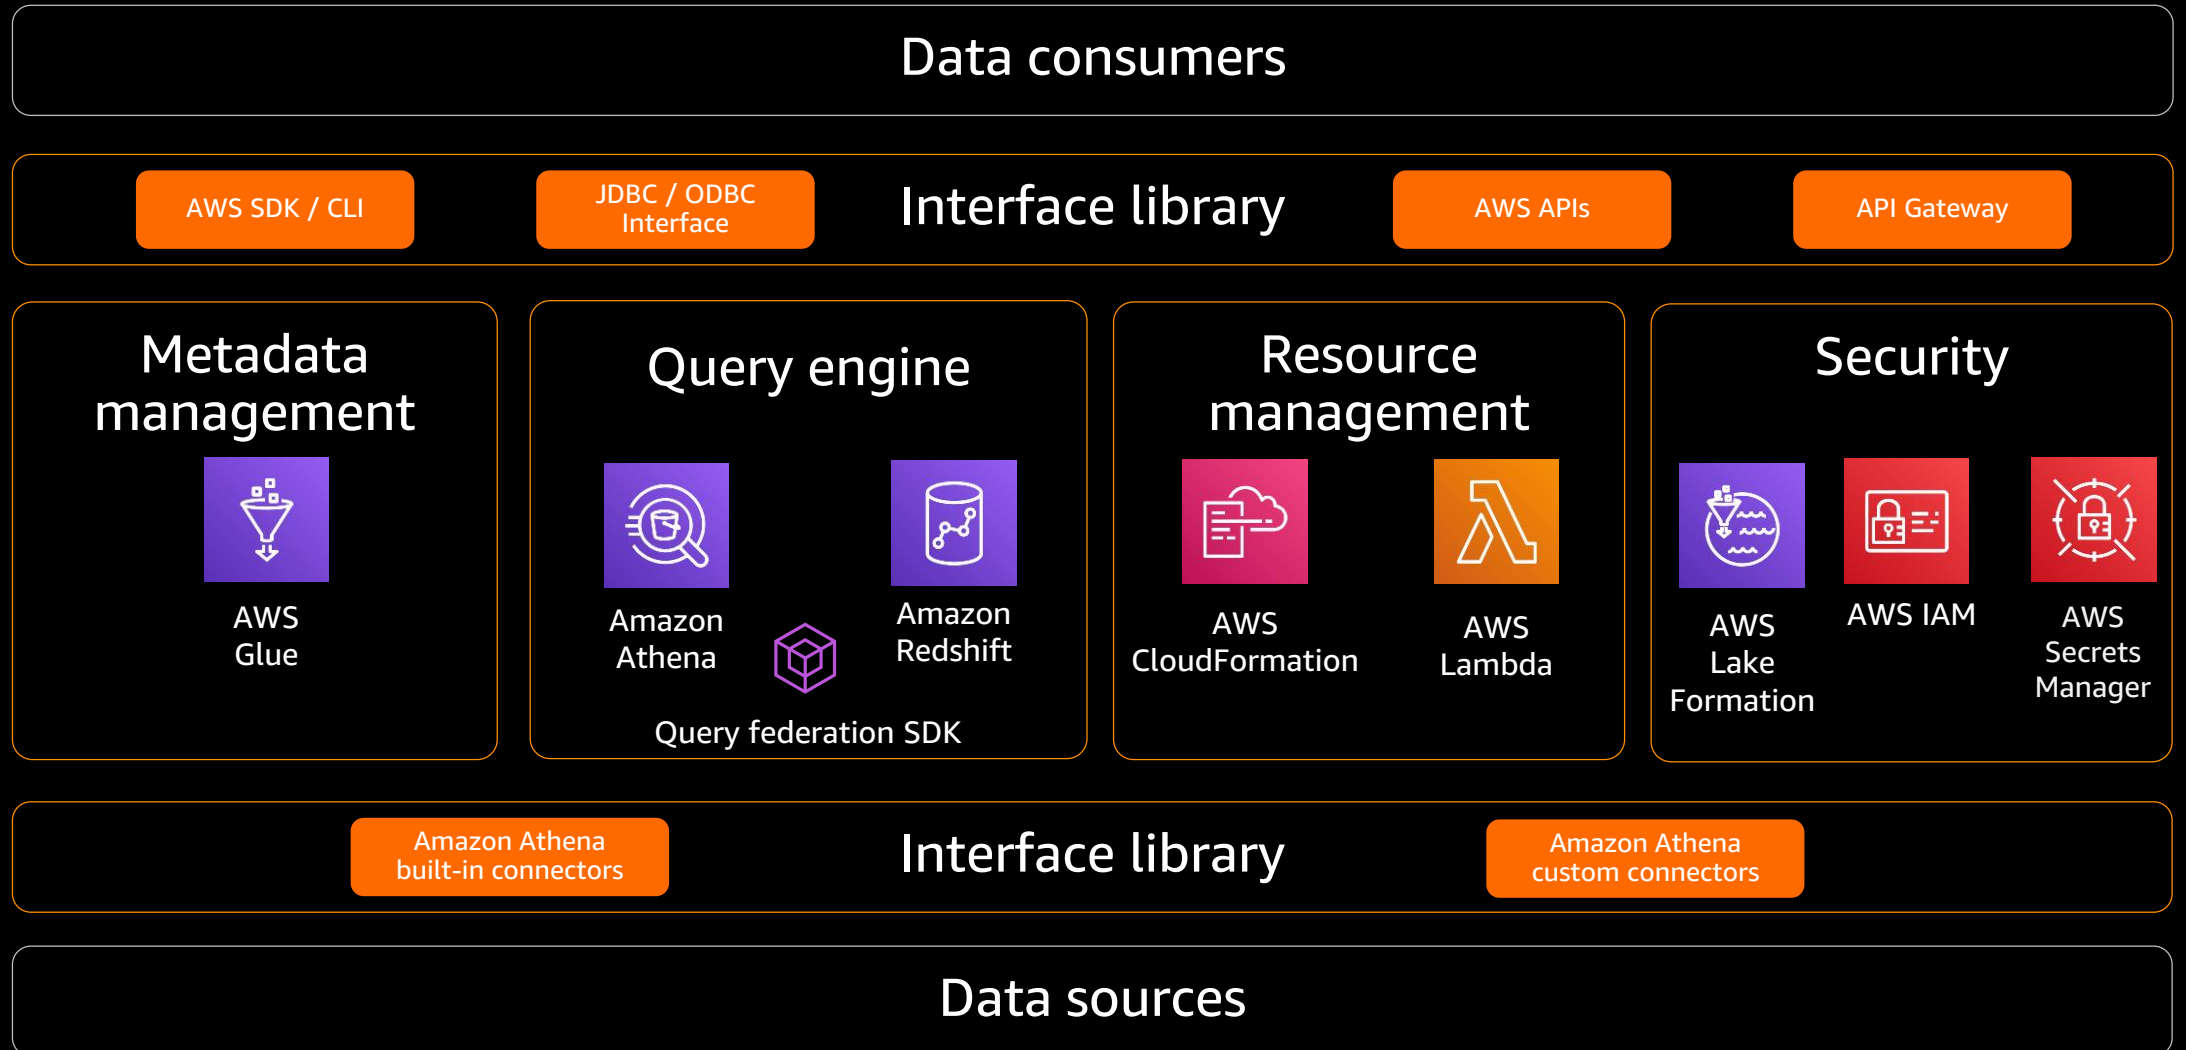 Data consumers
AWS SDK / CLI
JDBC / ODBC
Interface
Interface library
AWS APIs
API Gateway
Metadata
management
AWS
Glue
Query engine
Amazon
Athena
Amazon
Redshift
Query federation SDK
Resource
management
AWS
CloudFormation
AWS
Lambda
Security
AWS
Lake
Formation
AWS IAM
AWS
Secrets
Manager
Amazon Athena
built-in connectors
Interface library
Amazon Athena
custom connectors
Data sources